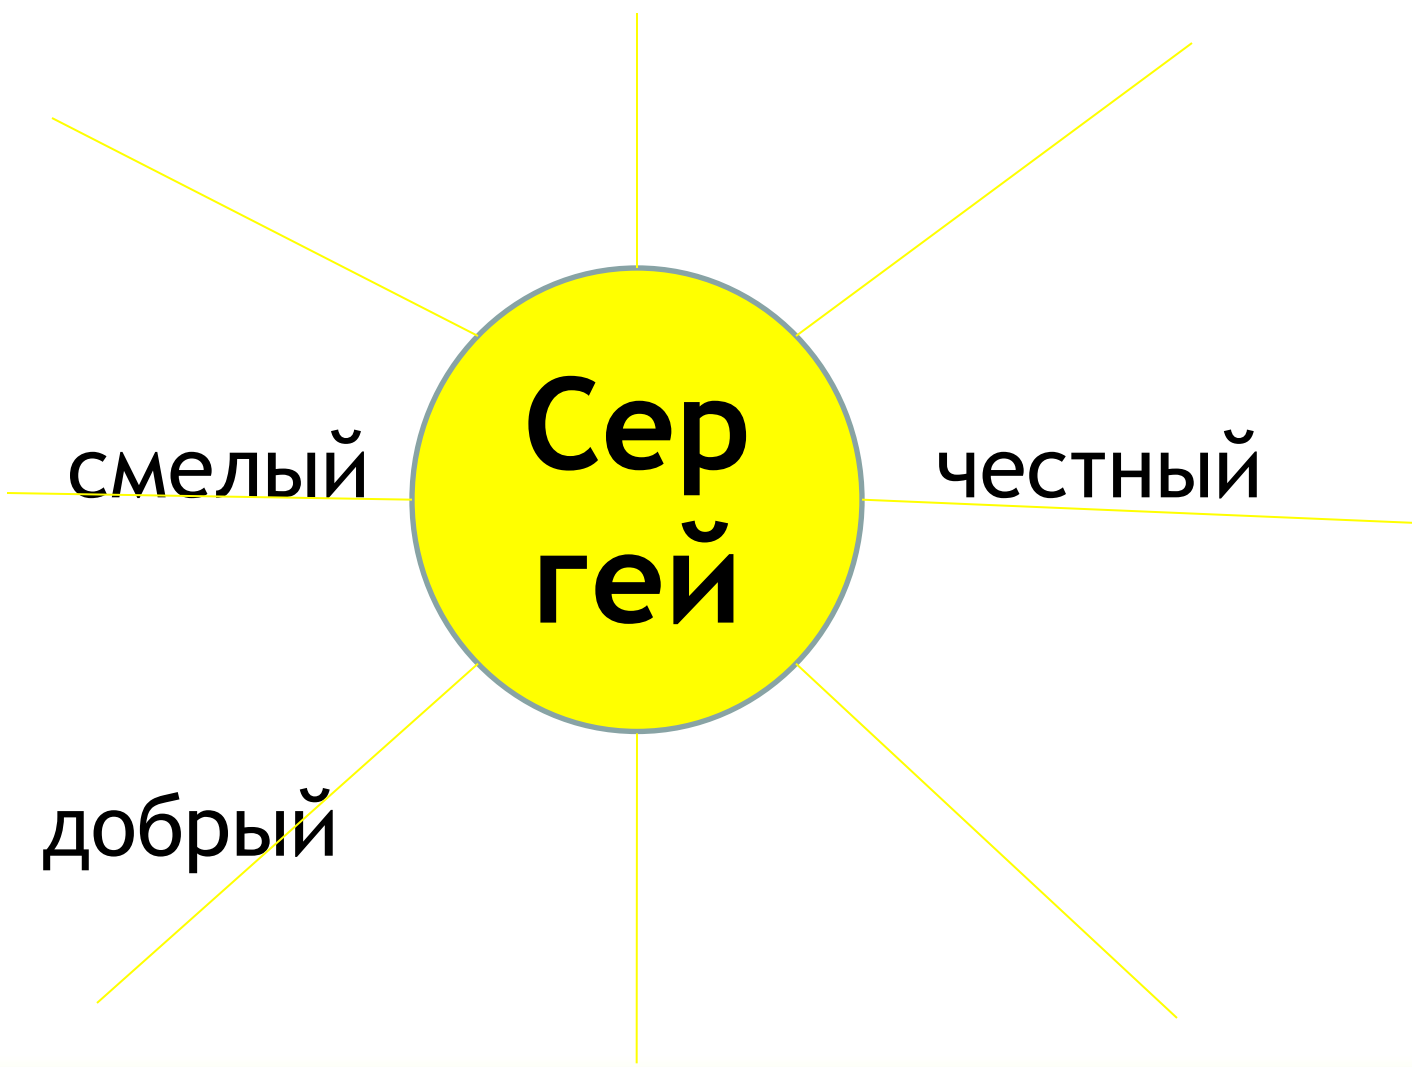 Сер
гей
смелый
честный
добрый